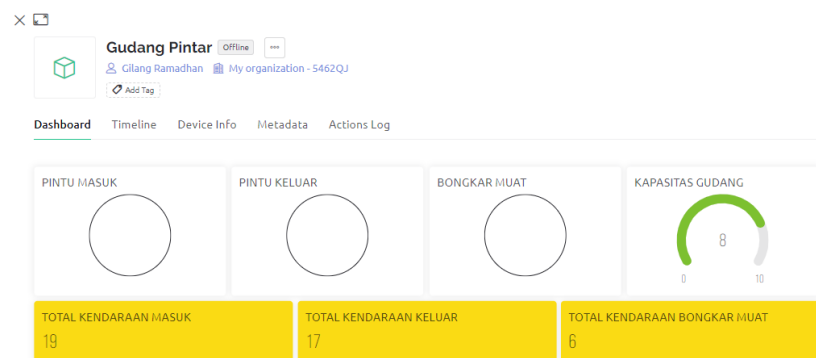 Gudang Pintar Offline
Gilang Ramadhan My organization - 5462QJ
Add Tag
Dashboard Timeline Device Info Metadata Actions Log
PINTU MASUK PINTU KELUAR BONGKAR MUAT KAPASITAS GUDANG
8
0 10
TOTAL KENDARAAN MASUK TOTAL KENDARAAN KELUAR TOTAL KENDARAAN BONGKAR MUAT
19 17 6